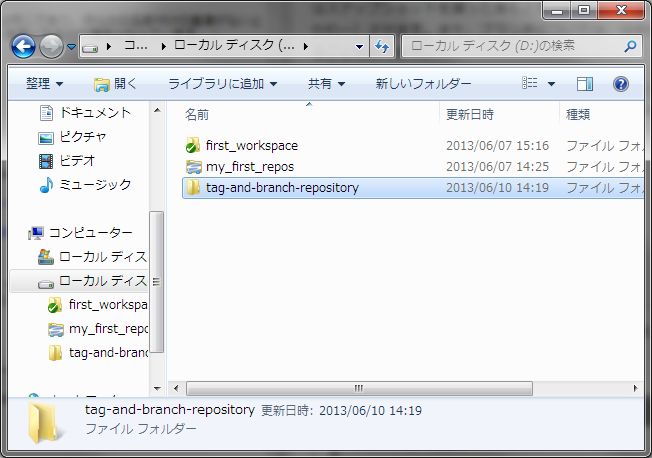 コ... ローカル ディスク (... ローカル ディスク (D:)の検索
整理 開く ライブラリに追加 共有 新しいフォルダー
ドキュメント
ピクチャ
ビデオ
ミュージック
コンピューター
ローカル ディス
ローカル ディス
first_workspa
my_first_repo
tag-and-branc
名前 更新日時 種類
first_workspace 2013/06/07 15:16 ファイル フォ
my_first_repos 2013/06/07 14:25 ファイル フォ
tag-and-branch-repository 2013/06/10 14:19 ファイル フォ
tag-and-branch-repository 更新日時: 2013/06/10 14:19
ファイル フォルダー